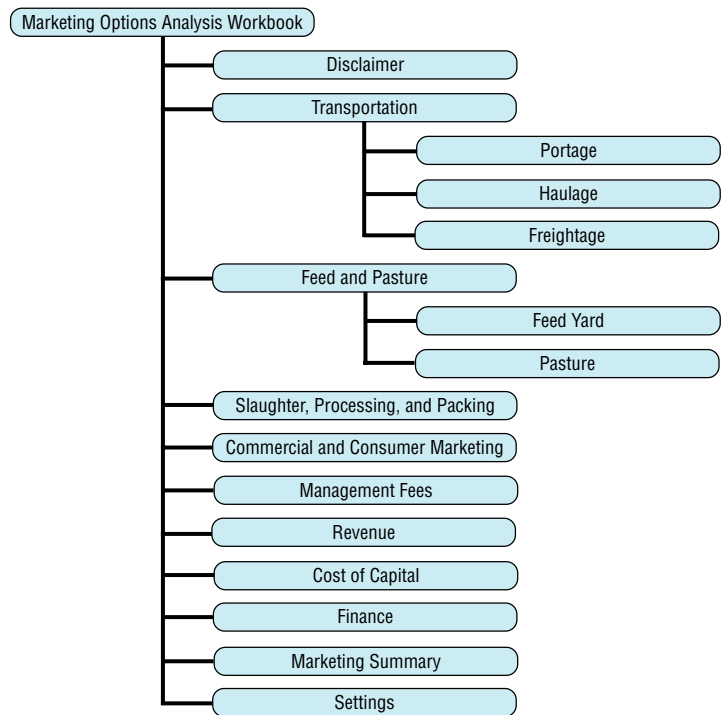 Marketing Options Analysis Workbook
Disclaimer
Transportation
Portage
Haulage
Freightage
Feed and Pasture
Feed Yard
Pasture
Slaughter, Processing, and Packing
Commercial and Consumer Marketing
Management Fees
Revenue
Cost of Capital
Finance
Marketing Summary
Settings